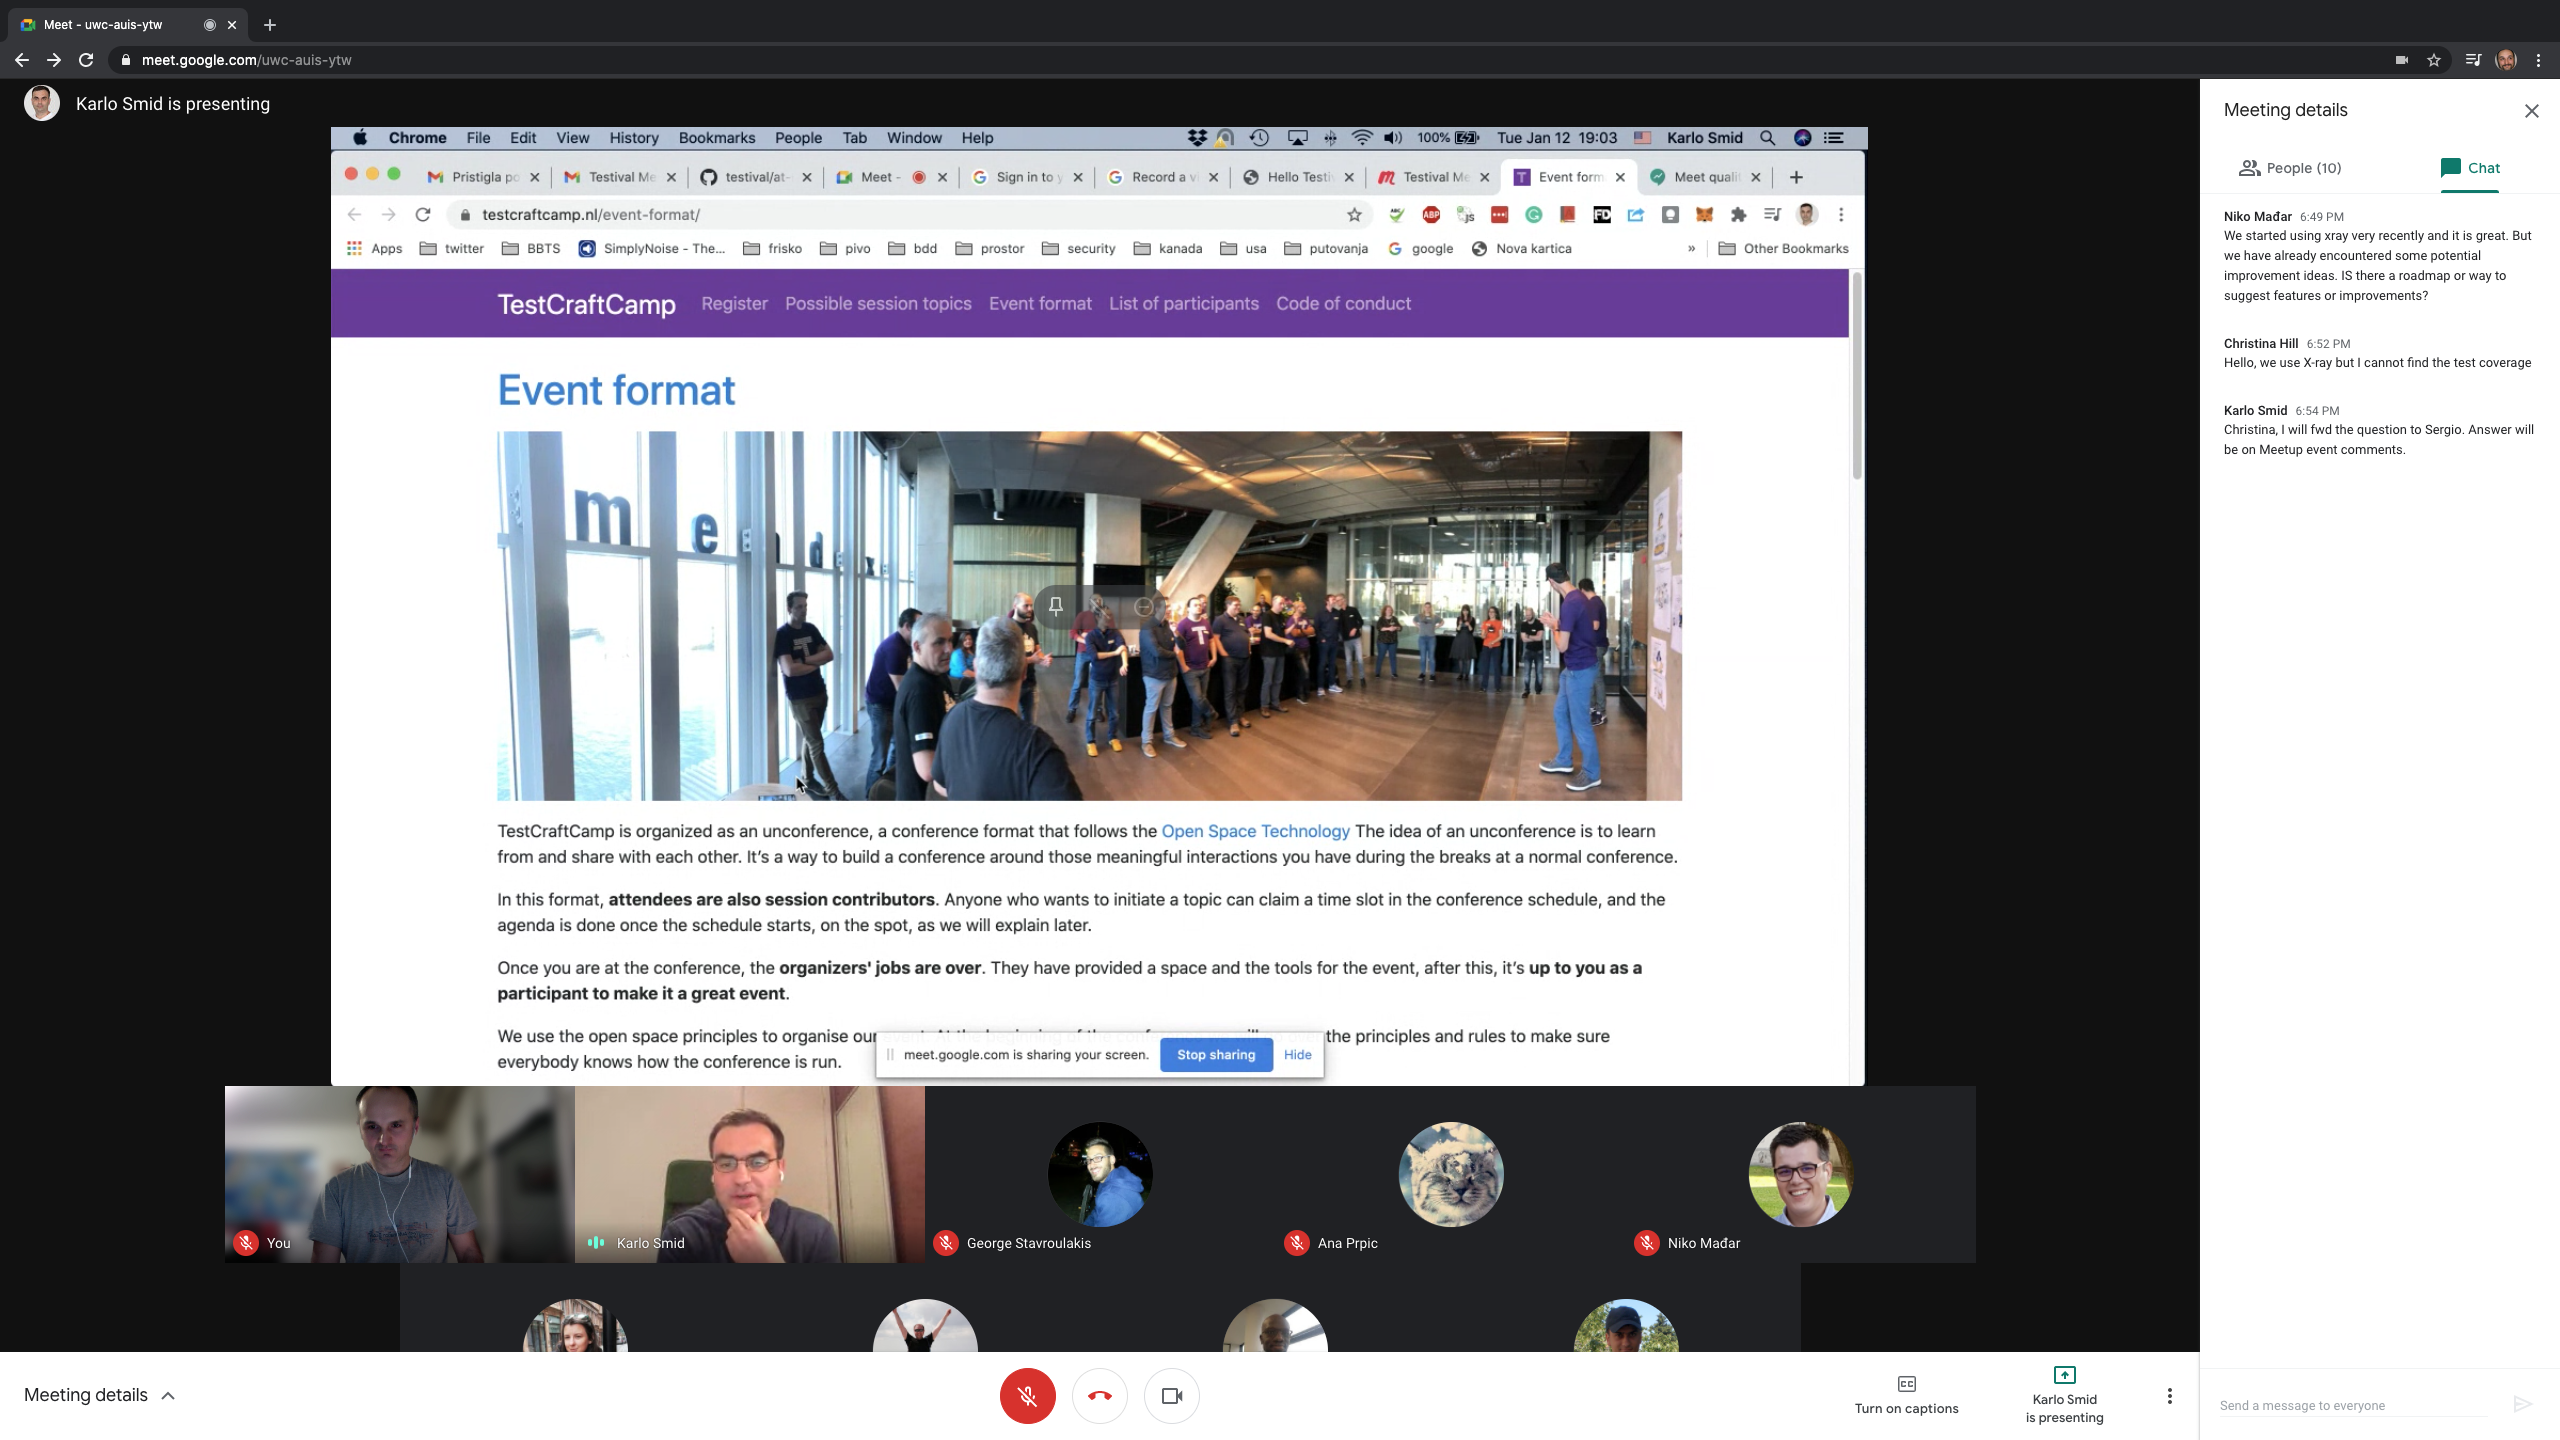 Meet - uwc-auis-ytw
meet.google.com/uwc-auis-ytw
Karlo Smid is presenting
Chrome File Edit View History Bookmarks People Tab Window Help 100% Tue Jan 12 19:03 Karlo Smid
Pristigla po Testival Me testival/at- Meet - Sign in to y Record a vi Hello Testiv Testival Me Event form Meet quali
testcraftcamp.nl/event-format/
Apps twitter BBTS SimplyNoise - The... frisko pivo bdd prostor security kanada usa putovanja google Nova kartica » Other Bookmarks
TestCraftCamp Register Possible session topics Event format List of participants Code of conduct
Event format
mendx
TestCraftCamp is organized as an unconference, a conference format that follows the Open Space Technology The idea of an unconference is to learn
from and share with each other. It's a way to build a conference around those meaningful interactions you have during the breaks at a normal conference.
In this format, attendees are also session contributors. Anyone who wants to initiate a topic can claim a time slot in the conference schedule, and the
agenda is done once the schedule starts, on the spot, as we will explain later.
Once you are at the conference, the organizers' jobs are over. They have provided a space and the tools for the event, after this, it's up to you as a
participant to make it a great event.
We use the open space principles to organise our the principles and rules to make sure
everybody knows how the conference is run.
meet.google.com is sharing your screen. Stop sharing Hide
You
Karlo Smid
George Stavroulakis
Ana Prpic
Niko Mađar
Meeting details
Turn on captions
Karlo Smid
is presenting
Meeting details
People (10)
Chat
Niko Mađar 6:49 PM
We started using xray very recently and it is great. But
we have already encountered some potential
improvement ideas. IS there a roadmap or way to
suggest features or improvements?
Christina Hill 6:52 PM
Hello, we use X-ray but I cannot find the test coverage
Karlo Smid 6:54 PM
Christina, I will fwd the question to Sergio. Answer will
be on Meetup event comments.
Send a message to everyone